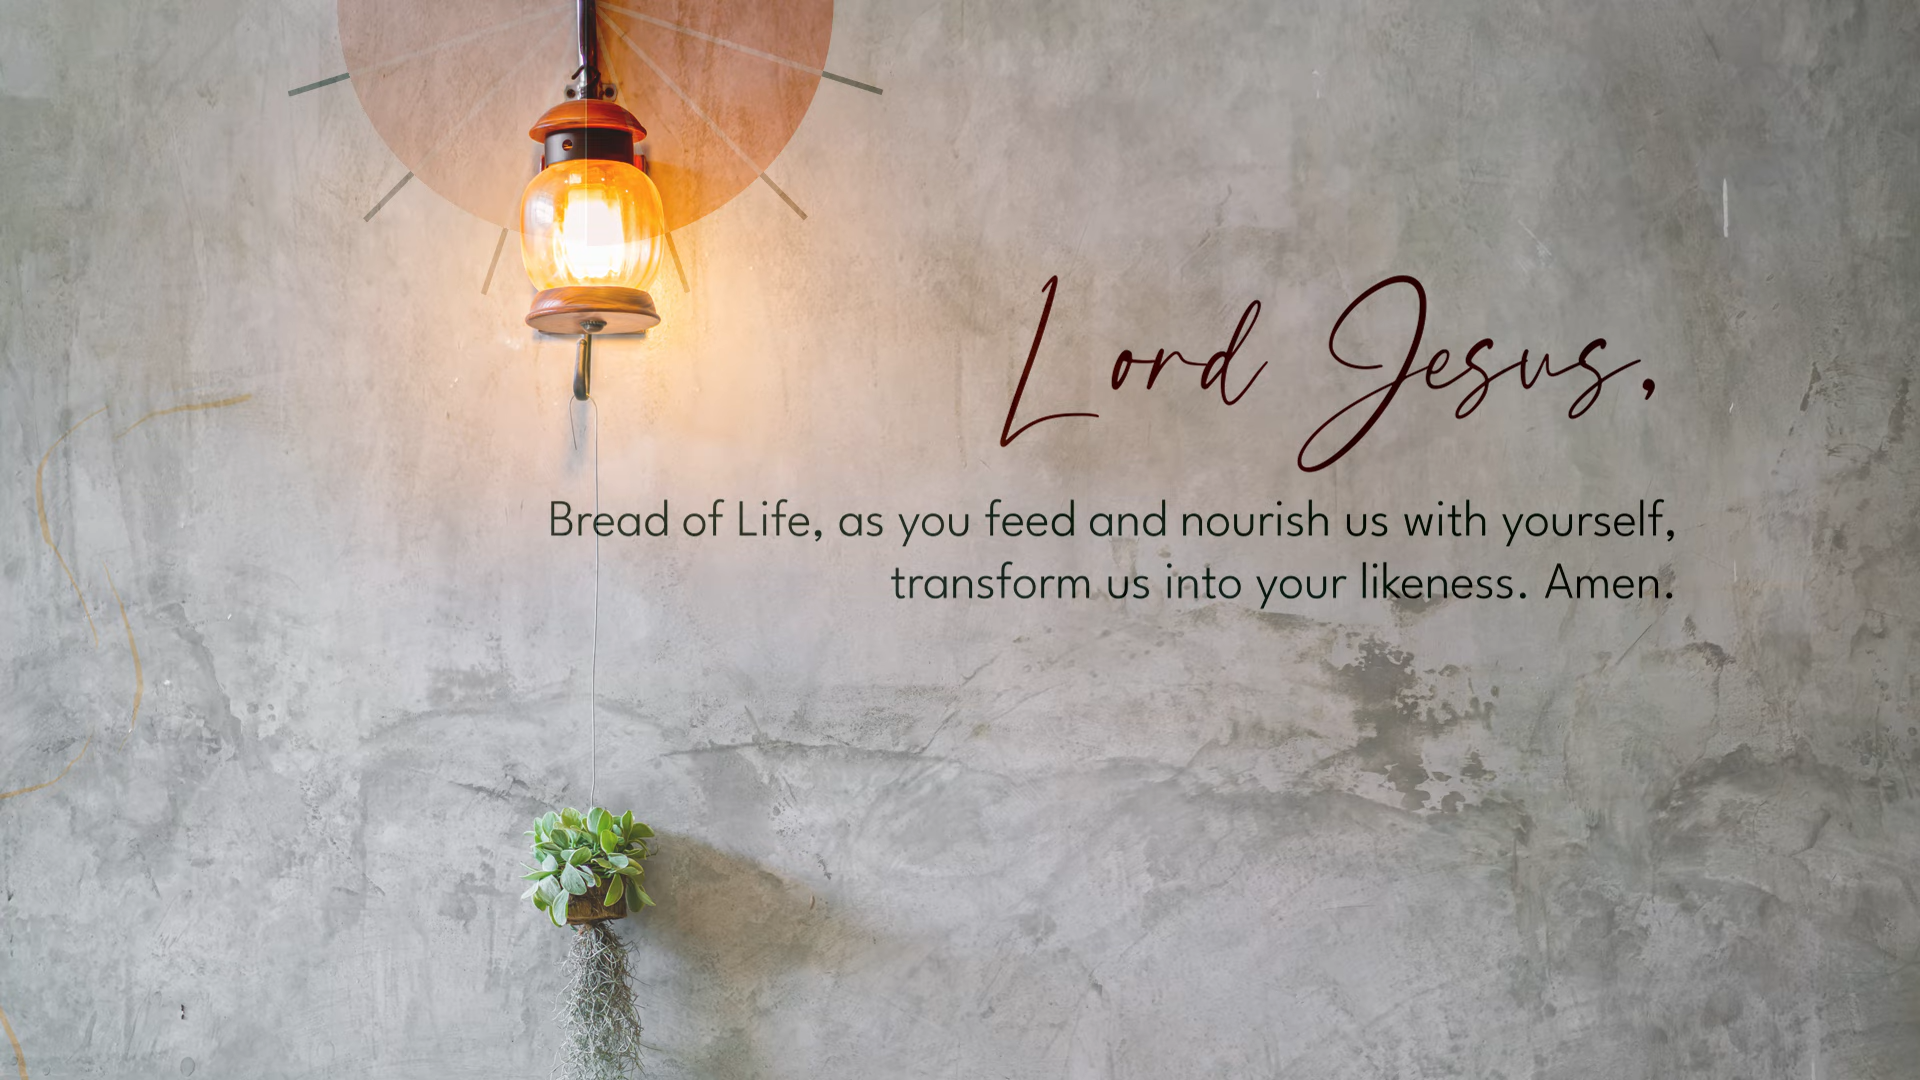 Lord Jesus,
Bread of Life, as you feed and nourish us with yourself,
transform us into your likeness. Amen.